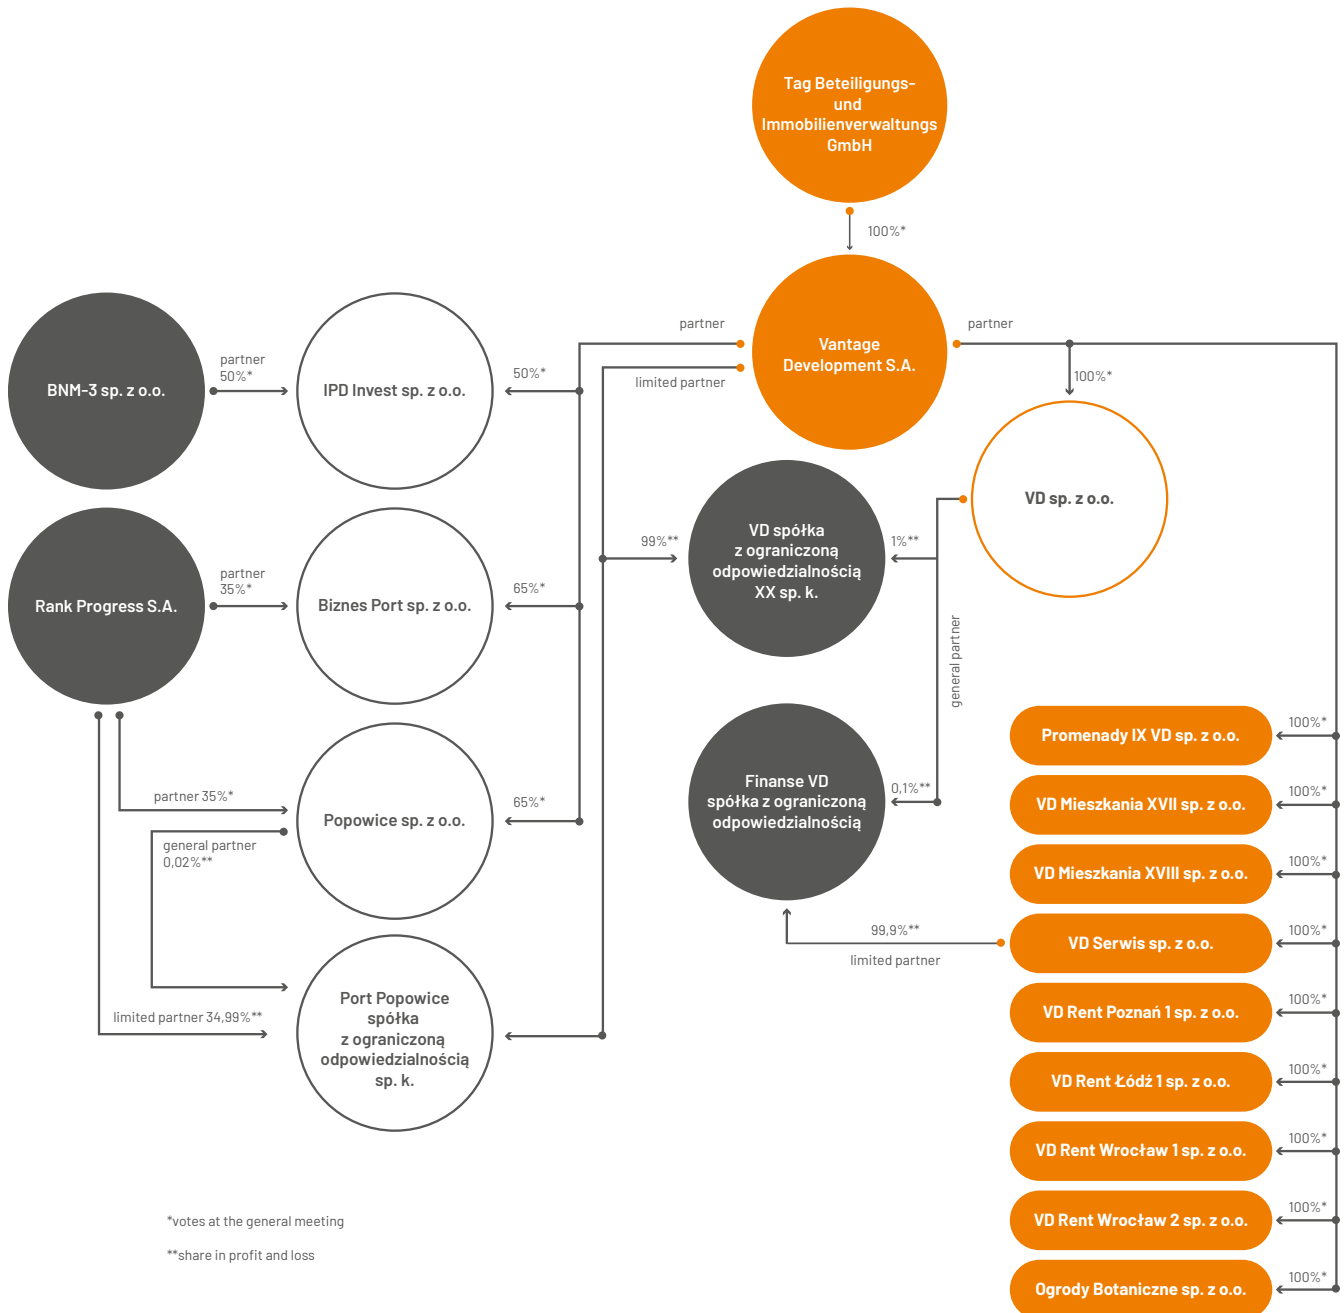 Tag Beteiligungs-
und
Immobilienverwaltungs
GmbH
100%*
partner
Vantage
Development S.A.
partner
limited partner
BNM-3 sp. z o.o.
partner
50%*
IPD Invest sp. z o.o.
50%*
100%*
VD sp. z o.o.
Rank Progress S.A.
partner
35%*
Biznes Port sp. z o.o.
65%*
99%**
VD spółka
z ograniczoną
odpowiedzialnością
XX sp. k.
1%**
general partner
partner 35%*
general partner
0,02%**
Popowice sp. z o.o.
65%*
Finanse VD
spółka z ograniczoną
odpowiedzialnością
0,1%**
99,9%**
limited partner
limited partner 34,99%**
Port Popowice
spółka
z ograniczoną
odpowiedzialnością
sp. k.
Promenady IX VD sp. z o.o.
100%*
VD Mieszkania XVII sp. z o.o.
100%*
VD Mieszkania XVIII sp. z o.o.
100%*
VD Serwis sp. z o.o.
100%*
VD Rent Poznań 1 sp. z o.o.
100%*
VD Rent Łódź 1 sp. z o.o.
100%*
VD Rent Wrocław 1 sp. z o.o.
100%*
VD Rent Wrocław 2 sp. z o.o.
100%*
Ogrody Botaniczne sp. z o.o.
100%*
*votes at the general meeting
**share in profit and loss